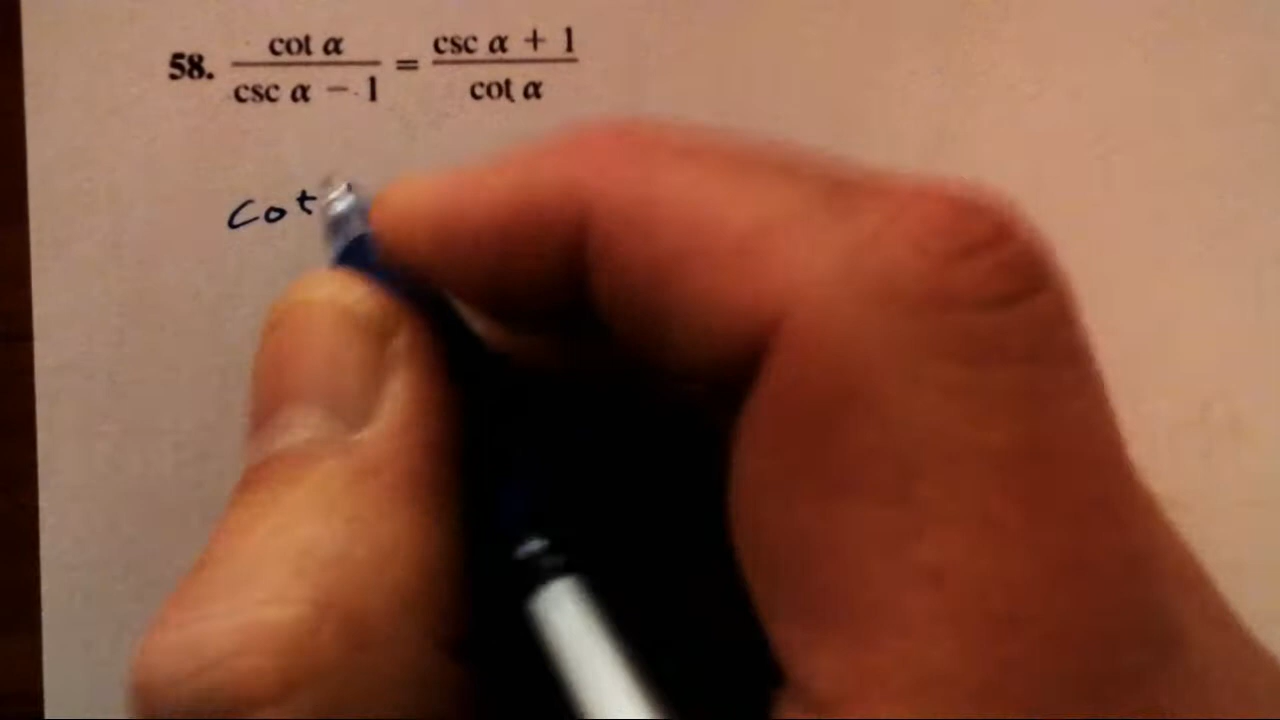 58. cot α / csc α - 1 = csc α + 1 / cot α
cot